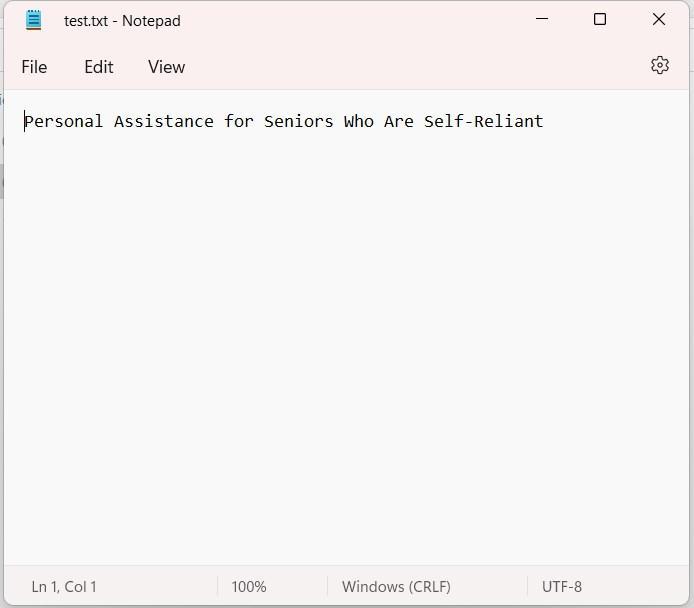 test.txt - Notepad
File Edit View
Personal Assistance for Seniors Who Are Self-Reliant
Ln 1, Col 1 100% Windows (CRLF) UTF-8